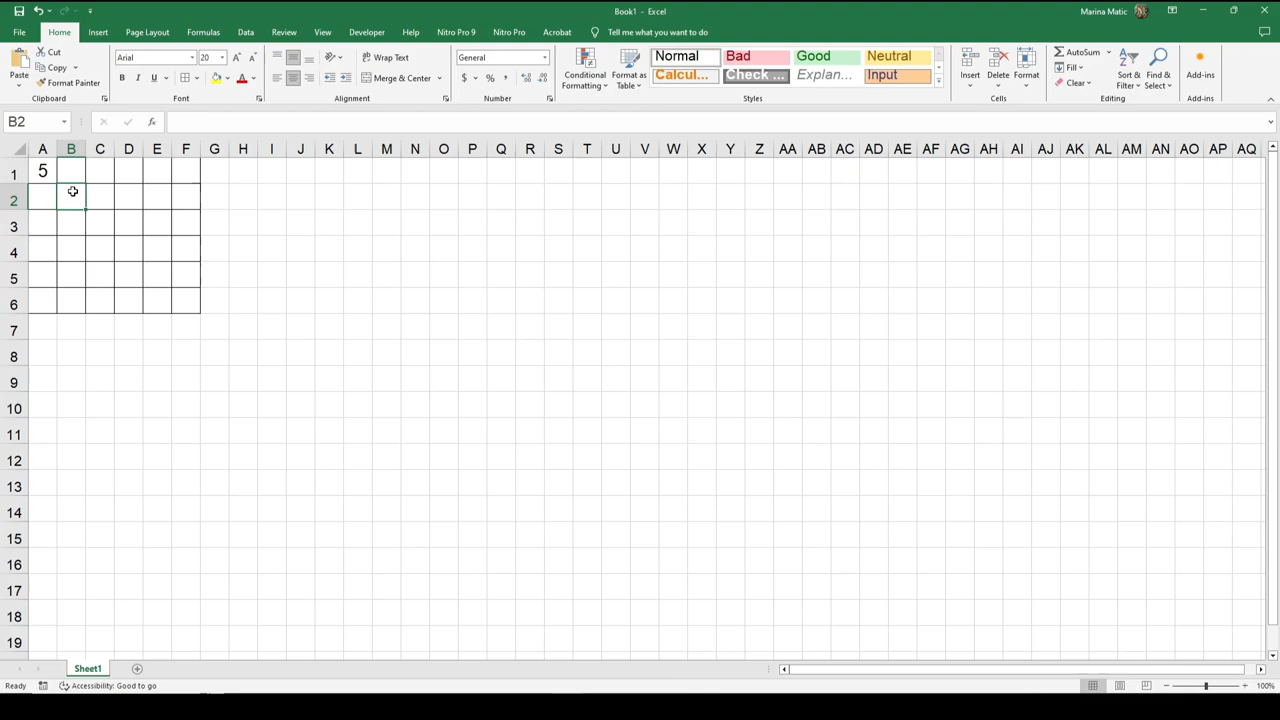 Book1 - Excel
Marina Matic
File Home Insert Page Layout Formulas Data Review View Developer Help Nitro Pro 9 Nitro Pro Acrobat Tell me what you want to do
Paste
Cut
Copy
Format Painter
Clipboard
Arial 20
B I U
Font
Wrap Text
Merge & Center
Alignment
General
$ % ,
Number
Conditional Formatting
Format as Table
Normal Bad Good Neutral
Calcul... Check ... Explan... Input
Styles
Insert Delete Format
Cells
AutoSum
Fill
Clear
Sort & Filter
Find & Select
Editing
Add-ins
Add-ins
B2 fx
A B C D E F G H I J K L M N O P Q R S T U V W X Y Z AA AB AC AD AE AF AG AH AI AJ AK AL AM AN AO AP AQ
1 5
2
3
4
5
6
7
8
9
10
11
12
13
14
15
16
17
18
19
Sheet1
Ready Accessibility: Good to go 100%